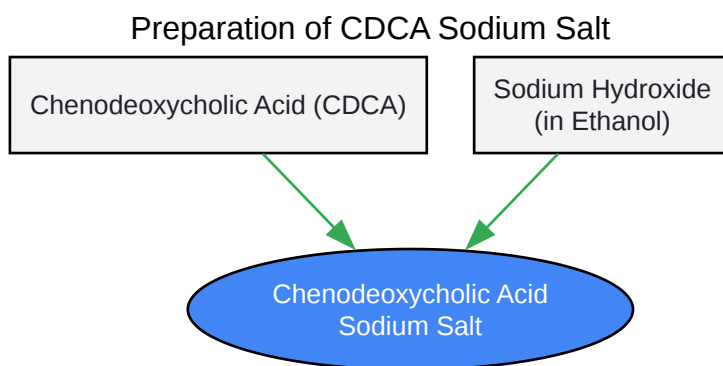 Preparation of CDCA Sodium Salt
Chenodeoxycholic Acid (CDCA)
Sodium Hydroxide
(in Ethanol)
Chenodeoxycholic Acid
Sodium Salt